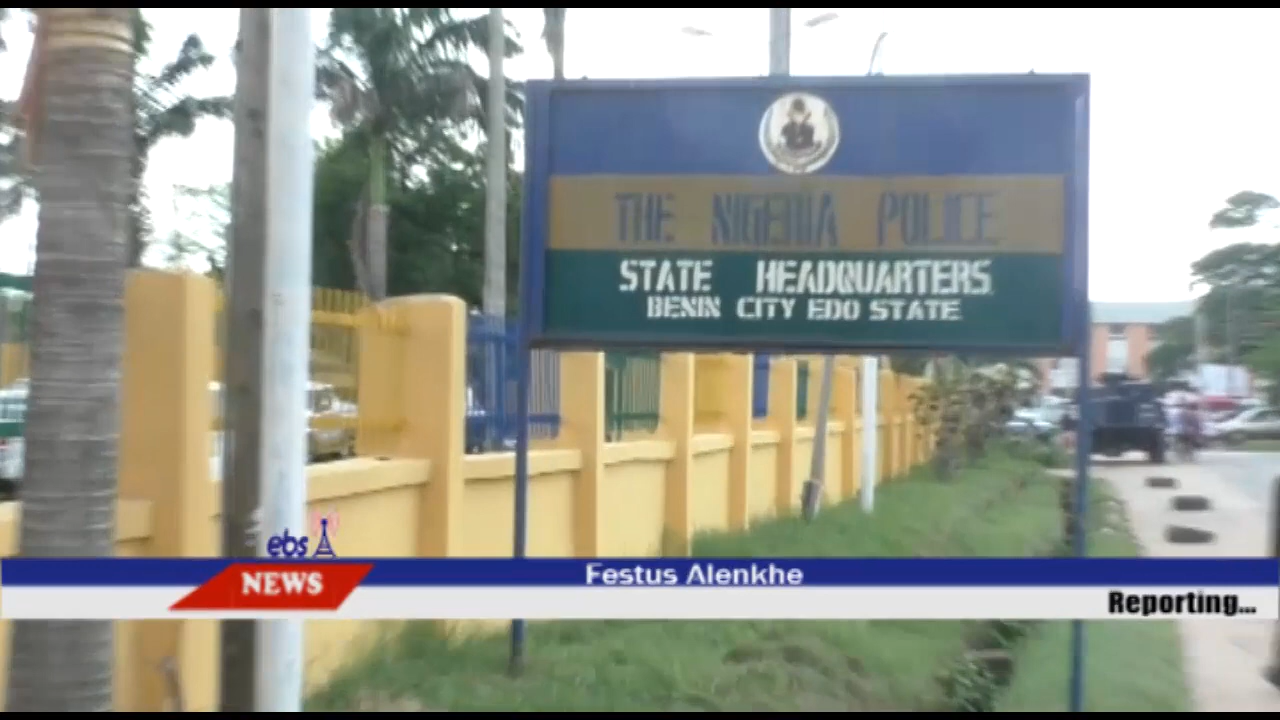 THE NIGERIA POLICE
STATE HEADQUARTERS
BENIN CITY EDO STATE
ebs
NEWS
Festus Alenkhe
Reporting...